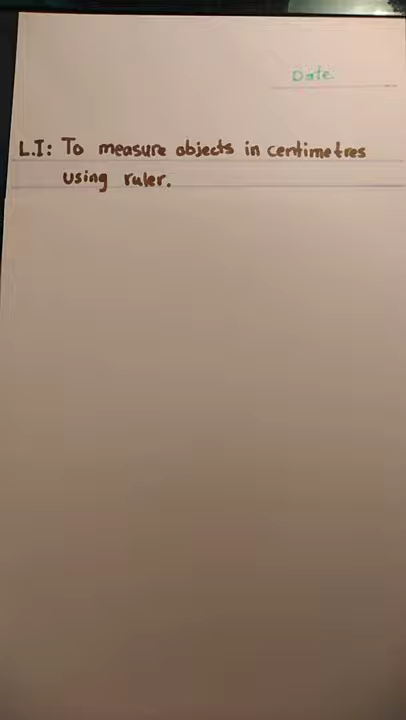 Date
L.I: To measure objects in centimetres
using ruler.